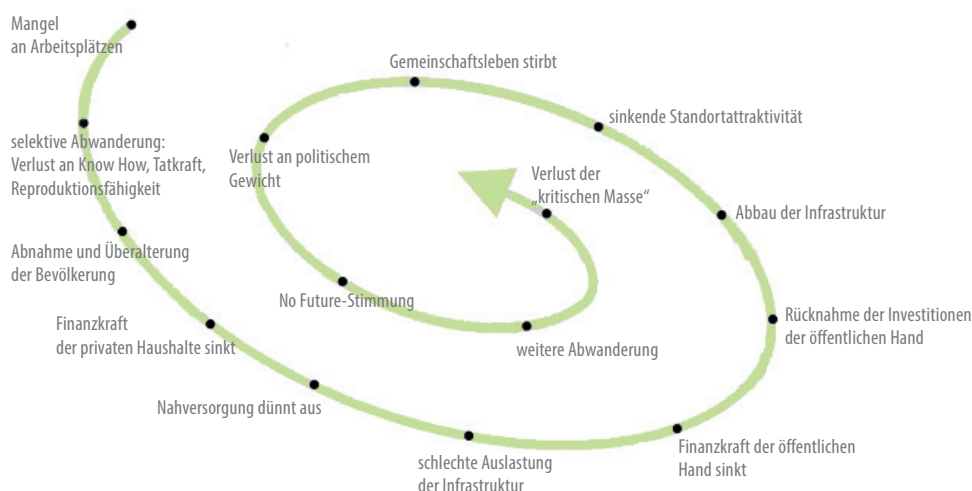 Mangel
an Arbeitsplätzen
selektive Abwanderung:
Verlust an Know How, Tatkraft,
Reproduktionsfähigkeit
Abnahme und Überalterung
der Bevölkerung
Finanzkraft
der privaten Haushalte sinkt
Nahversorgung dünnt aus
schlechte Auslastung
der Infrastruktur
Finanzkraft der öffentlichen
Hand sinkt
Rücknahme der Investitionen
der öffentlichen Hand
Abbau der Infrastruktur
sinkende Standortattraktivität
Gemeinschaftsleben stirbt
Verlust an politischem
Gewicht
No Future-Stimmung
weitere Abwanderung
Verlust der
„kritischen Masse“